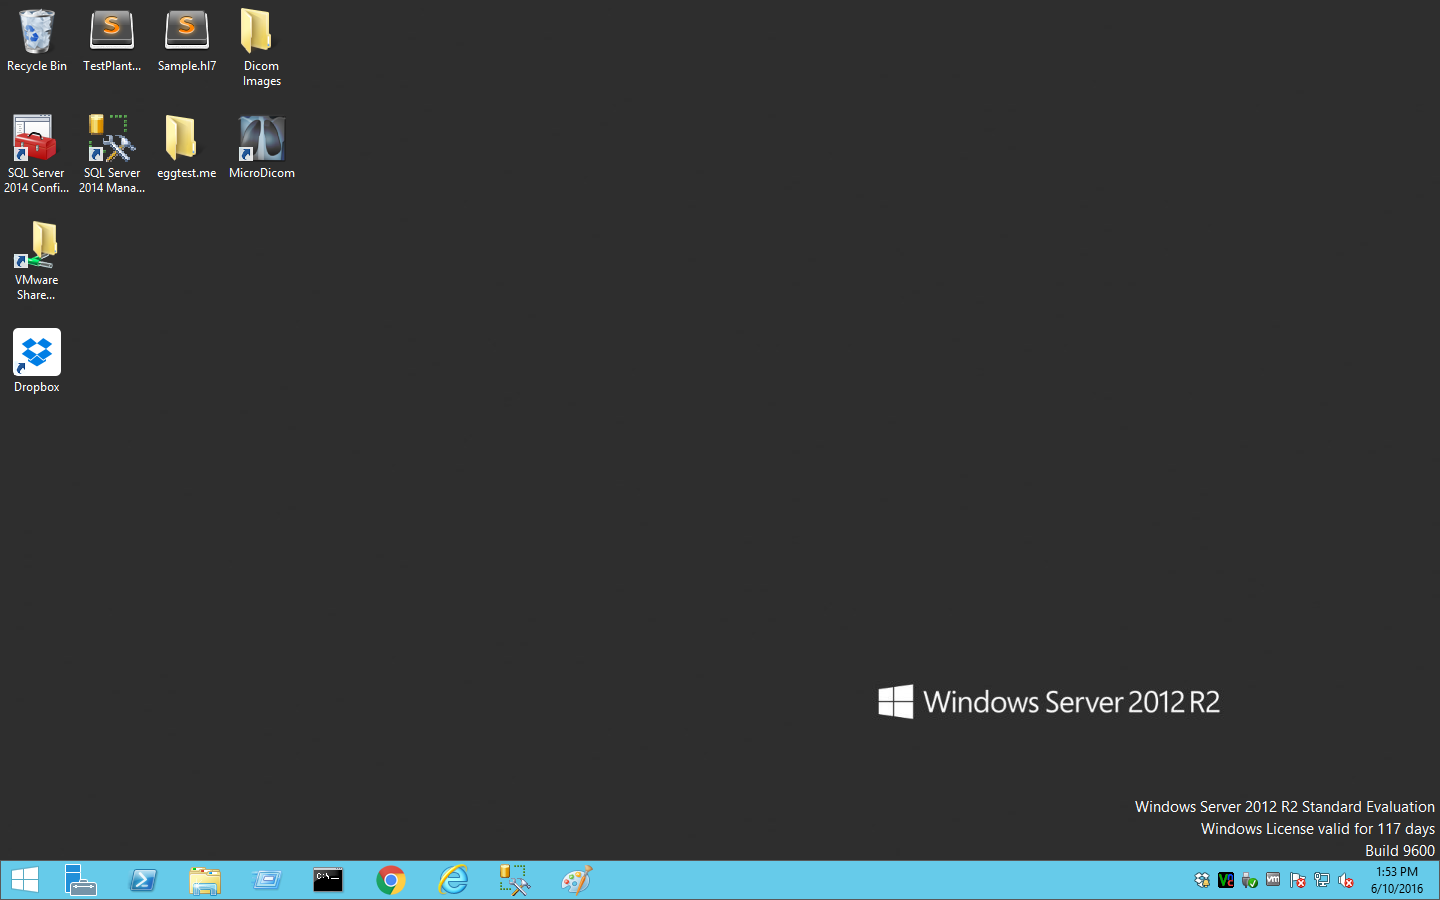 Recycle Bin
TestPlant...
Sample.hl7
Dicom
Images
SQL Server
2014 Confi...
SQL Server
2014 Mana...
eggtest.me
MicroDicom
VMware
Share...
Dropbox
Windows Server 2012 R2
Windows Server 2012 R2 Standard Evaluation
Windows License valid for 117 days
Build 9600
C:\
vm
1:53 PM
6/10/2016